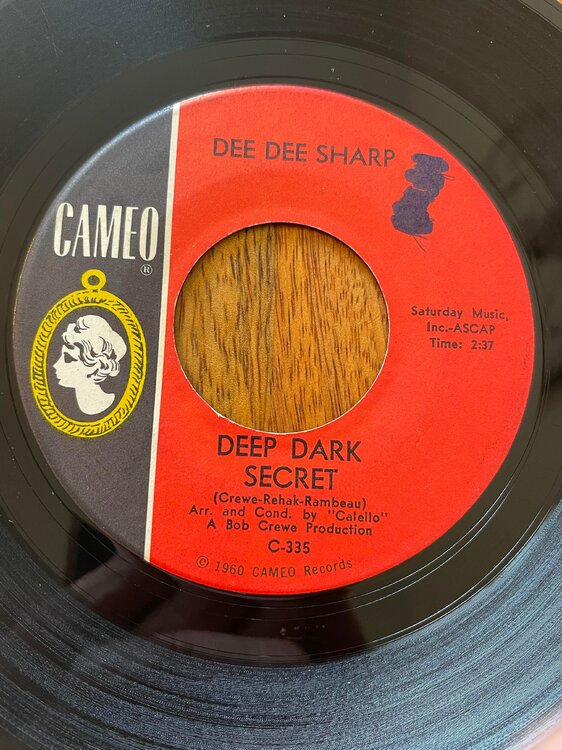 DEE DEE SHARP
CAMEO
®
Saturday Music,
Inc.-ASCAP
Time: 2:37
DEEP DARK
SECRET
(Crewe-Rehak-Rambeau)
Arr. and Cond. by "Calello"
A Bob Crewe Production
C-335
© 1960 CAMEO Records